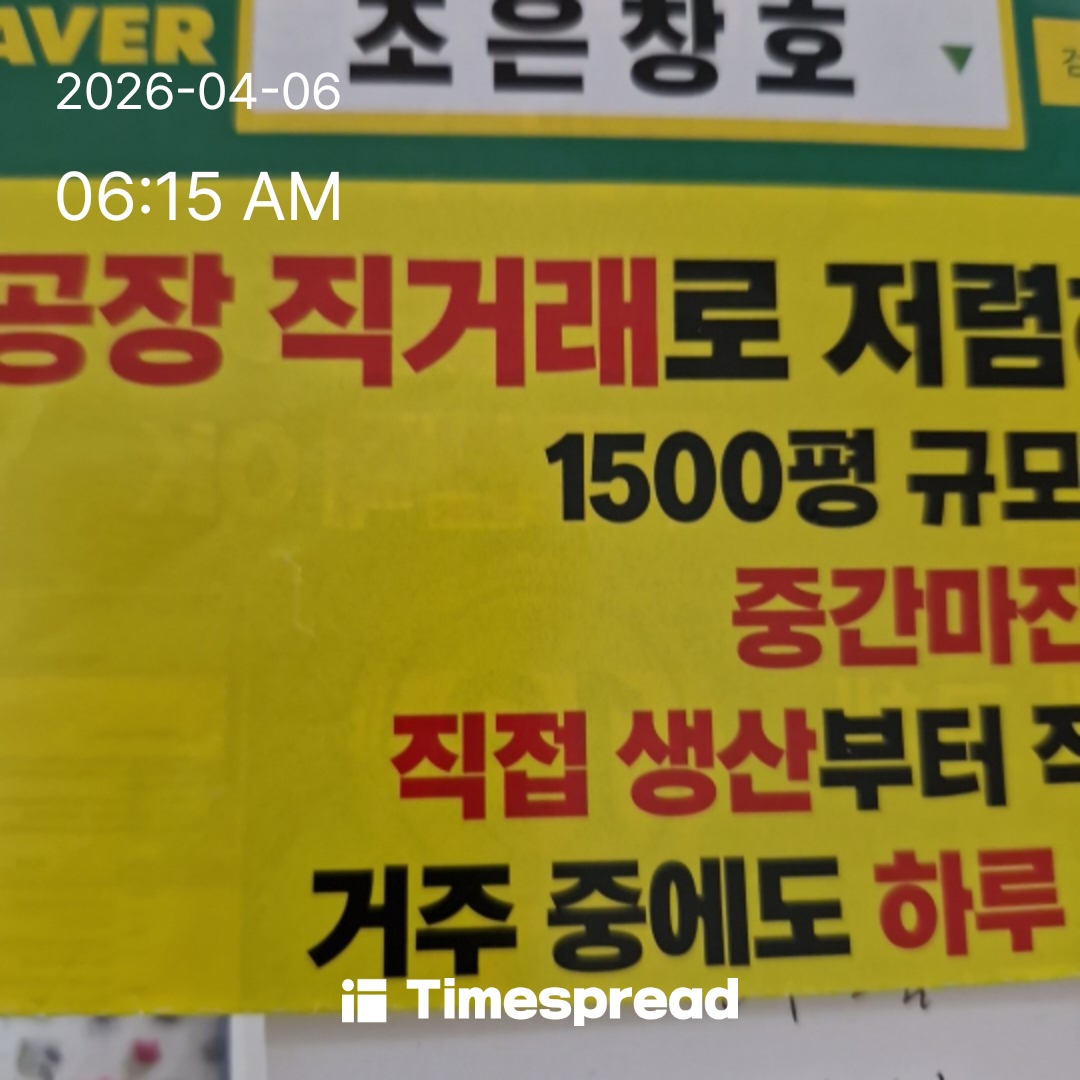 AVER
조은창호
2026-04-06
06:15 AM
공장 직거래로 저렴
1500평 규모
중간마진
직접 생산부터
거주 중에도 하루
Timespread